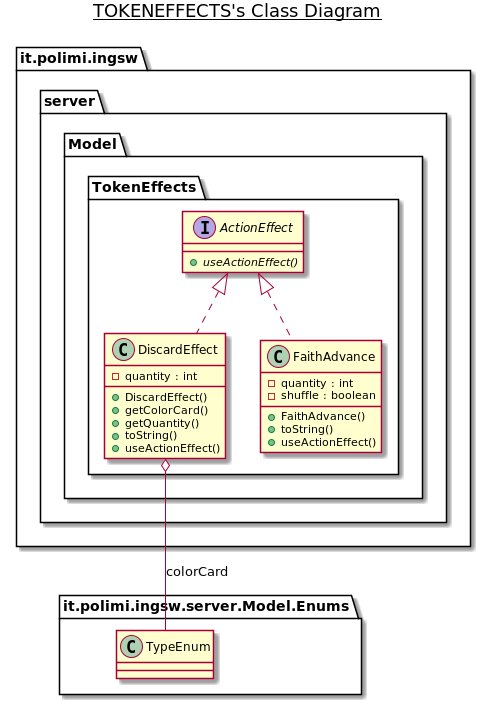 TOKENEFFECTS's Class Diagram
it.polimi.ingsw
server
Model
TokenEffects
I ActionEffect
useActionEffect()
C DiscardEffect
quantity : int
DiscardEffect()
getColorCard()
getQuantity()
toString()
useActionEffect()
C FaithAdvance
quantity : int
shuffle : boolean
FaithAdvance()
toString()
useActionEffect()
colorCard
it.polimi.ingsw.server.Model.Enums
C TypeEnum